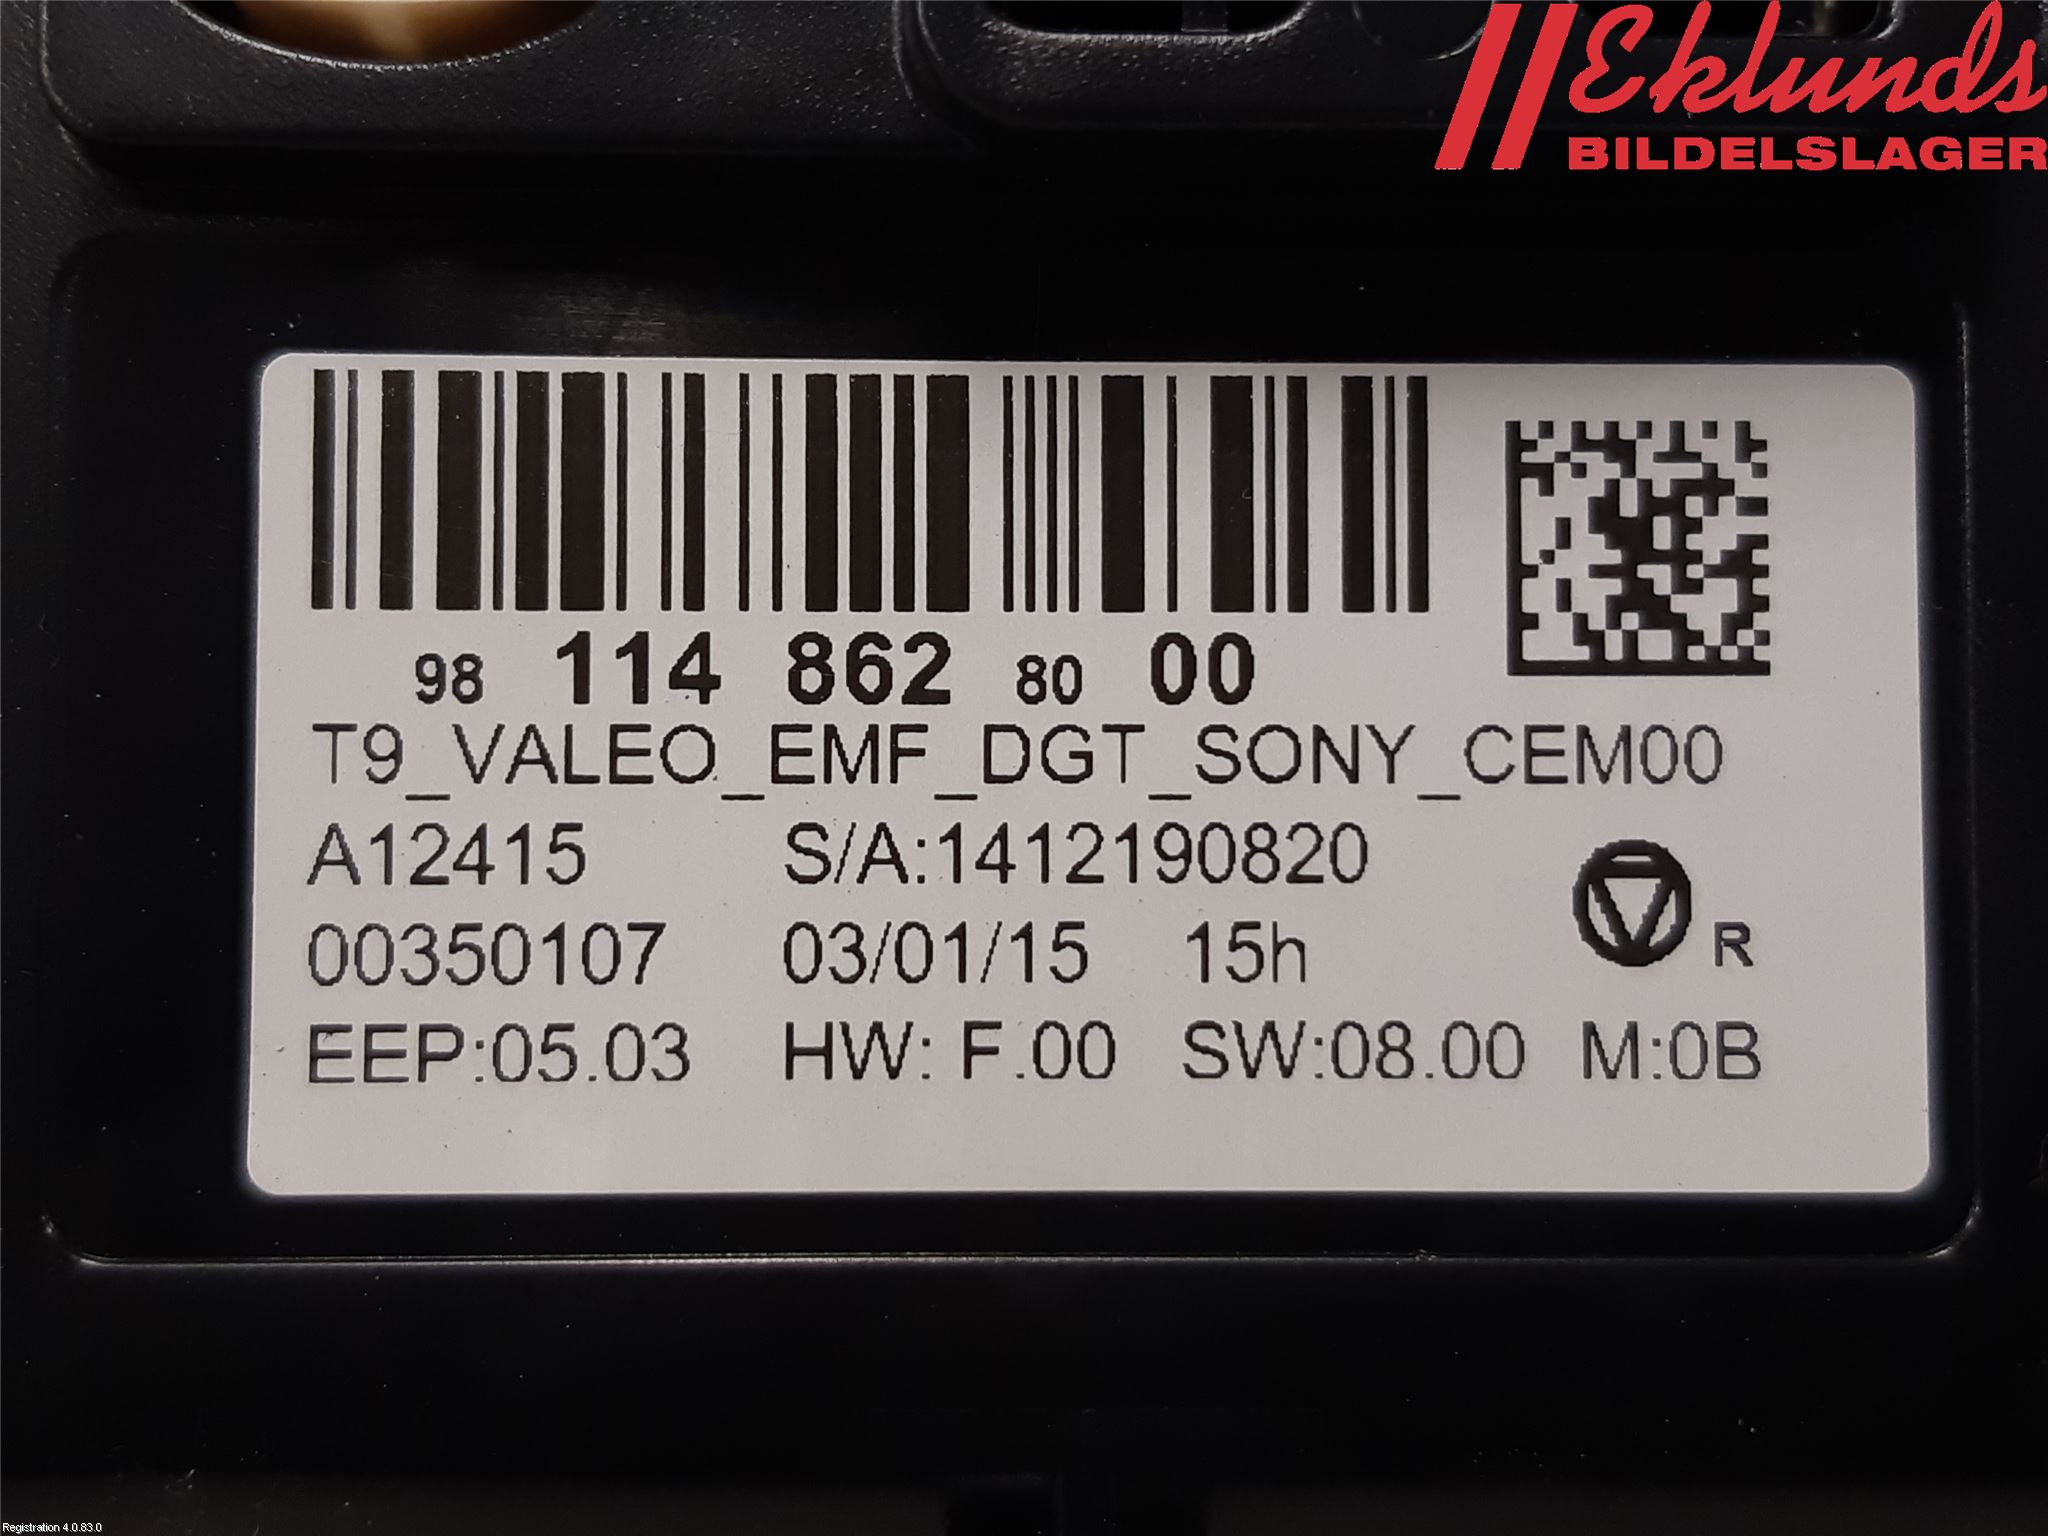 Eklunds
BILDELSLAGER
98 114 862 80 00
T9_VALEO_EMF_DGT_SONY_CEM00
A12415 S/A:1412190820
00350107 03/01/15 15h R
EEP:05.03 HW: F.00 SW:08.00 M:0B
Registration 4.0.83.0